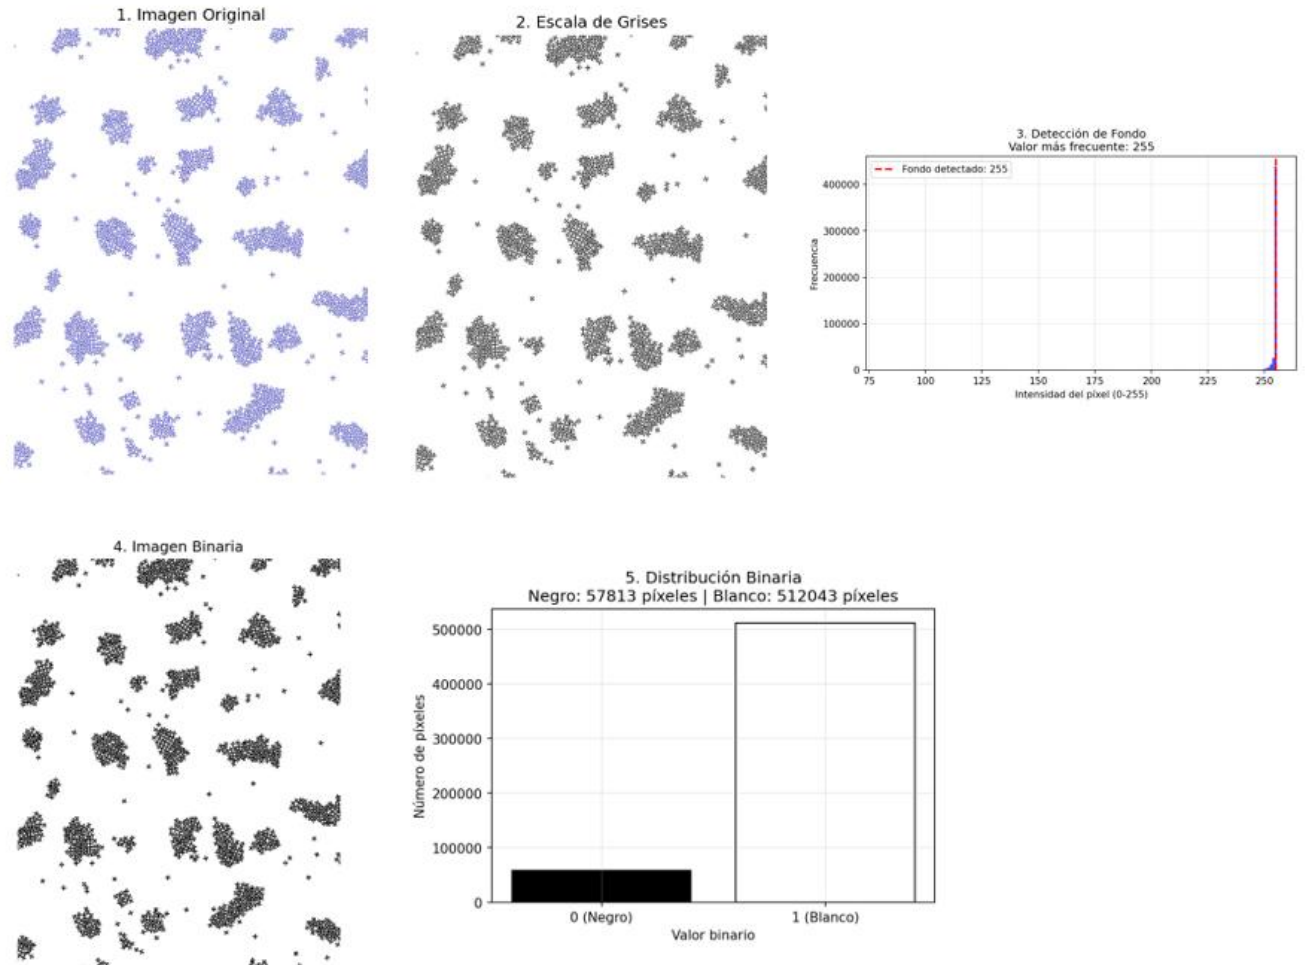 1. Imagen Original
2. Escala de Grises
3. Detección de Fondo
Valor más frecuente: 255
Fondo detectado: 255
400000
300000
200000
100000
0
Frecuencia
75 100 125 150 175 200 225 250
Intensidad del píxel (0-255)
4. Imagen Binaria
5. Distribución Binaria
Negro: 57813 píxeles | Blanco: 512043 píxeles
500000
400000
300000
200000
100000
0
Número de píxeles
0 (Negro) 1 (Blanco)
Valor binario